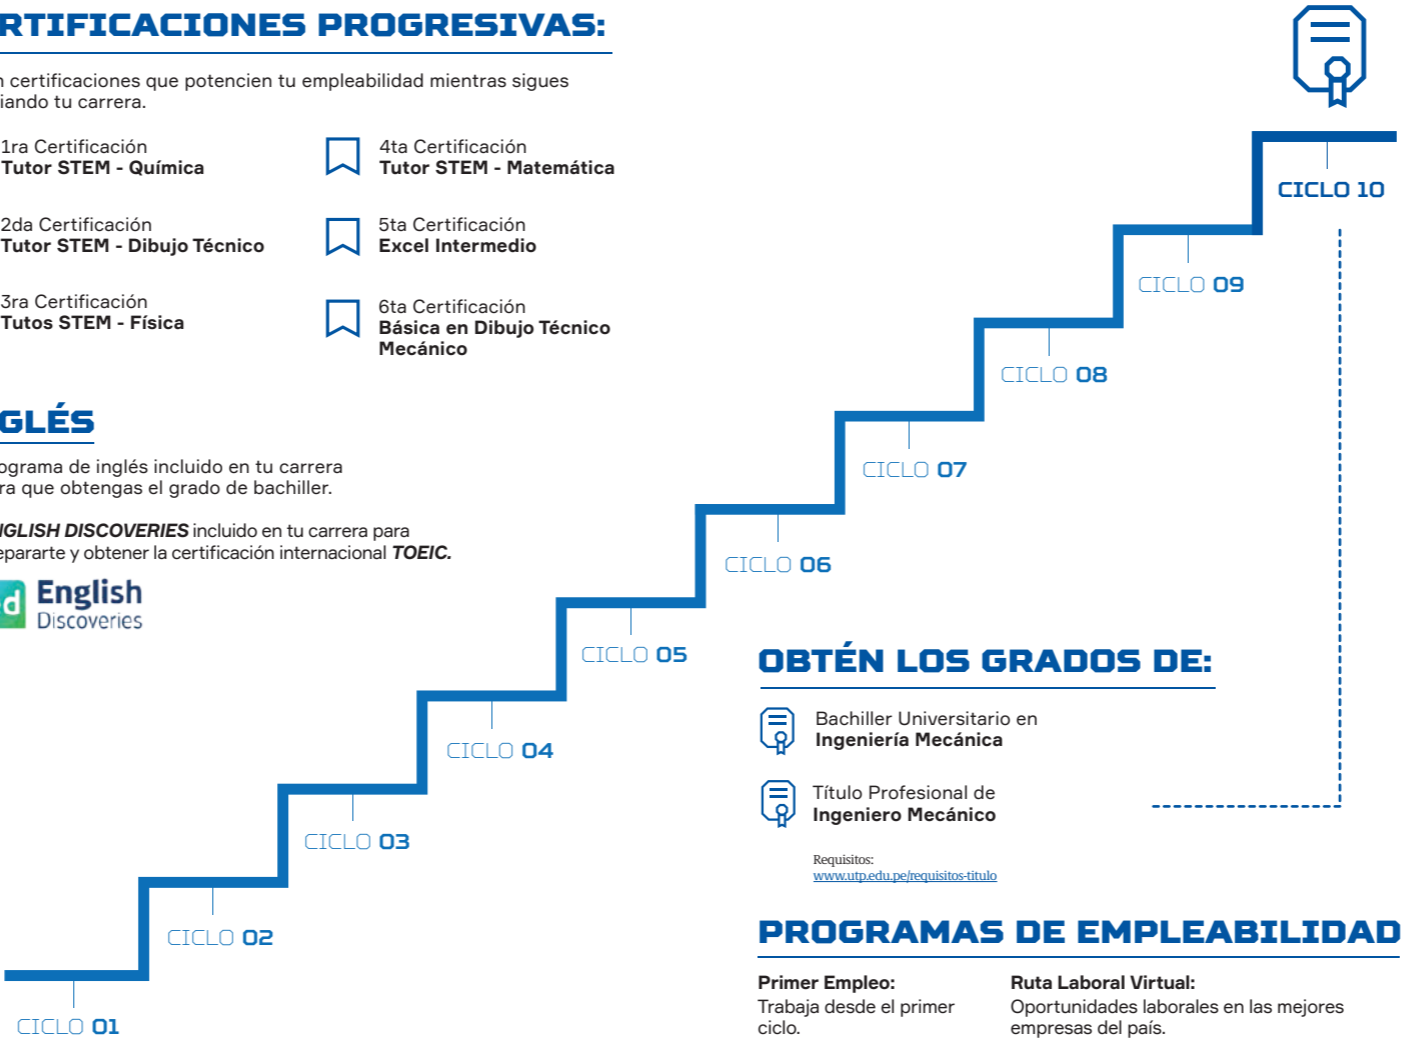 RTIFICACIONES PROGRESIVAS:
n certificaciones que potencien tu empleabilidad mientras sigues
iando tu carrera.
1ra Certificación
Tutor STEM - Química
2da Certificación
Tutor STEM - Dibujo Técnico
3ra Certificación
Tutos STEM - Física
4ta Certificación
Tutor STEM - Matemática
5ta Certificación
Excel Intermedio
6ta Certificación
Básica en Dibujo Técnico
Mecánico
GLÉS
ograma de inglés incluido en tu carrera
ra que obtengas el grado de bachiller.
NGLISH DISCOVERIES incluido en tu carrera para
epararte y obtener la certificación internacional TOEIC.
ed English
Discoveries
CICLO 10
CICLO 09
CICLO 08
CICLO 07
CICLO 06
CICLO 05
CICLO 04
CICLO 03
CICLO 02
CICLO 01
OBTÉN LOS GRADOS DE:
Bachiller Universitario en
Ingeniería Mecánica
Título Profesional de
Ingeniero Mecánico
Requisitos:
www.utp.edu.pe/requisitos-titulo
PROGRAMAS DE EMPLEABILIDAD
Primer Empleo:
Trabaja desde el primer
ciclo.
Ruta Laboral Virtual:
Oportunidades laborales en las mejores
empresas del país.